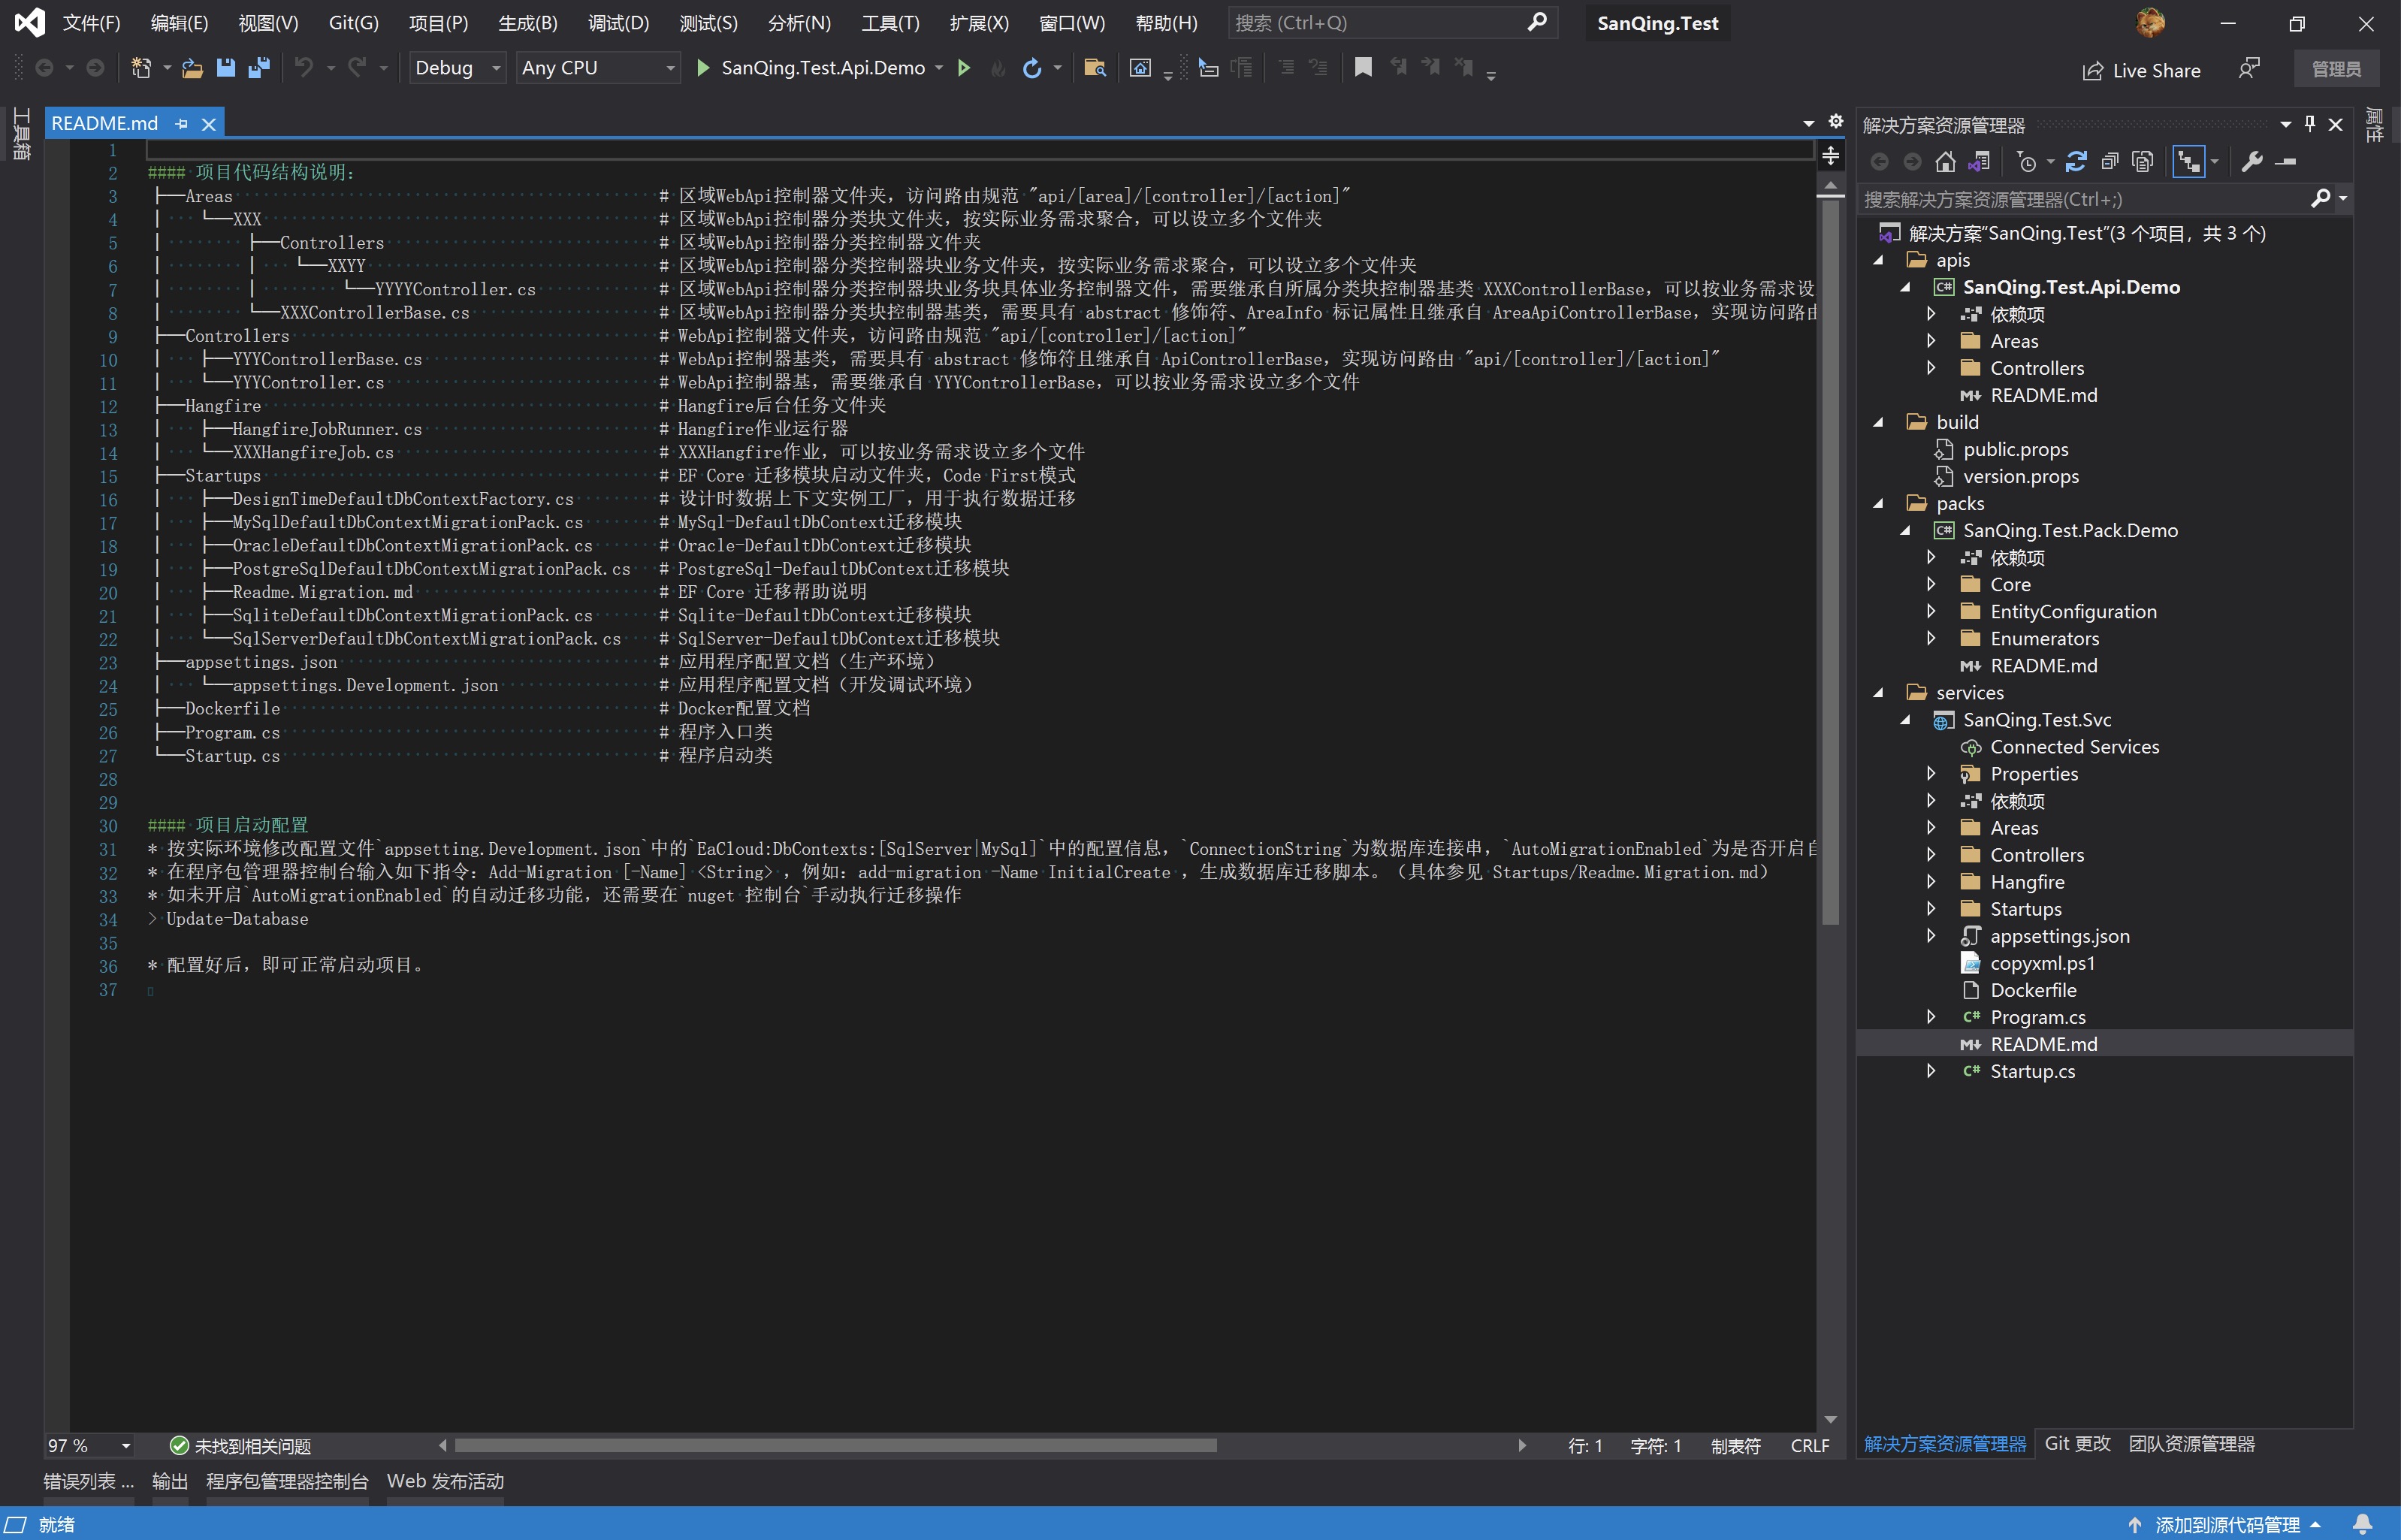 文件(F) 编辑(E) 视图(V) Git(G) 项目(P) 生成(B) 调试(D) 测试(S) 分析(N) 工具(T) 扩展(X) 窗口(W) 帮助(H) 搜索 (Ctrl+Q) SanQing.Test
Debug Any CPU SanQing.Test.Api.Demo Live Share 管理员
工具箱
README.md
1
2 #### 项目代码结构说明:
3 ├──Areas # 区域WebApi控制器文件夹，访问路由规范 "api/[area]/[controller]/[action]"
4 │ └──XXX # 区域WebApi控制器分类块文件夹，按实际业务需求聚合，可以设立多个文件夹
5 │ ├──Controllers # 区域WebApi控制器分类控制器文件夹
6 │ │ └──XXYY # 区域WebApi控制器分类控制器块业务文件夹，按实际业务需求聚合，可以设立多个文件夹
7 │ │ └──YYYYController.cs # 区域WebApi控制器分类控制器块业务块具体业务控制器文件，需要继承自所属分类块控制器基类 XXXControllerBase，可以按业务需求设
8 │ └──XXXControllerBase.cs # 区域WebApi控制器分类块控制器基类，需要具有 abstract 修饰符、AreaInfo 标记属性且继承自 AreaApiControllerBase，实现访问路由
9 ├──Controllers # WebApi控制器文件夹，访问路由规范 "api/[controller]/[action]"
10 │ ├──YYYControllerBase.cs # WebApi控制器基类，需要具有 abstract 修饰符且继承自 ApiControllerBase，实现访问路由 "api/[controller]/[action]"
11 │ └──YYYController.cs # WebApi控制器基，需要继承自 YYYControllerBase，可以按业务需求设立多个文件
12 ├──Hangfire # Hangfire后台任务文件夹
13 │ ├──HangfireJobRunner.cs # Hangfire作业运行器
14 │ └──XXXHangfireJob.cs # XXXHangfire作业，可以按业务需求设立多个文件
15 ├──Startups # EF Core 迁移模块启动文件夹，Code First模式
16 │ ├──DesignTimeDefaultDbContextFactory.cs # 设计时数据上下文实例工厂，用于执行数据迁移
17 │ ├──MySqlDefaultDbContextMigrationPack.cs # MySql-DefaultDbContext迁移模块
18 │ ├──OracleDefaultDbContextMigrationPack.cs # Oracle-DefaultDbContext迁移模块
19 │ ├──PostgreSqlDefaultDbContextMigrationPack.cs # PostgreSql-DefaultDbContext迁移模块
20 │ ├──Readme.Migration.md # EF Core 迁移帮助说明
21 │ ├──SqliteDefaultDbContextMigrationPack.cs # Sqlite-DefaultDbContext迁移模块
22 │ └──SqlServerDefaultDbContextMigrationPack.cs # SqlServer-DefaultDbContext迁移模块
23 ├──appsettings.json # 应用程序配置文档（生产环境）
24 │ └──appsettings.Development.json # 应用程序配置文档（开发调试环境）
25 ├──Dockerfile # Docker配置文档
26 ├──Program.cs # 程序入口类
27 └──Startup.cs # 程序启动类
28
29
30 #### 项目启动配置
31 * 按实际环境修改配置文件`appsetting.Development.json`中的`EaCloud:DbContexts:[SqlServer|MySql]`中的配置信息，`ConnectionString`为数据库连接串，`AutoMigrationEnabled`为是否开启自
32 * 在程序包管理器控制台输入如下指令：Add-Migration [-Name] <String> ，例如：add-migration -Name InitialCreate ，生成数据库迁移脚本。（具体参见 Startups/Readme.Migration.md）
33 * 如未开启`AutoMigrationEnabled`的自动迁移功能，还需要在`nuget 控制台`手动执行迁移操作
34 > Update-Database
35
36 * 配置好后，即可正常启动项目。
37
97 % 未找到相关问题 行: 1 字符: 1 制表符 CRLF
解决方案资源管理器
搜索解决方案资源管理器(Ctrl+;)
解决方案"SanQing.Test"(3 个项目，共 3 个)
apis
C# SanQing.Test.Api.Demo
依赖项
Areas
Controllers
README.md
build
public.props
version.props
packs
C# SanQing.Test.Pack.Demo
依赖项
Core
EntityConfiguration
Enumerators
README.md
services
SanQing.Test.Svc
Connected Services
Properties
依赖项
Areas
Controllers
Hangfire
Startups
appsettings.json
copyxml.ps1
Dockerfile
C# Program.cs
README.md
C# Startup.cs
解决方案资源管理器 Git 更改 团队资源管理器
属性
错误列表 ... 输出 程序包管理器控制台 Web 发布活动
就绪 添加到源代码管理